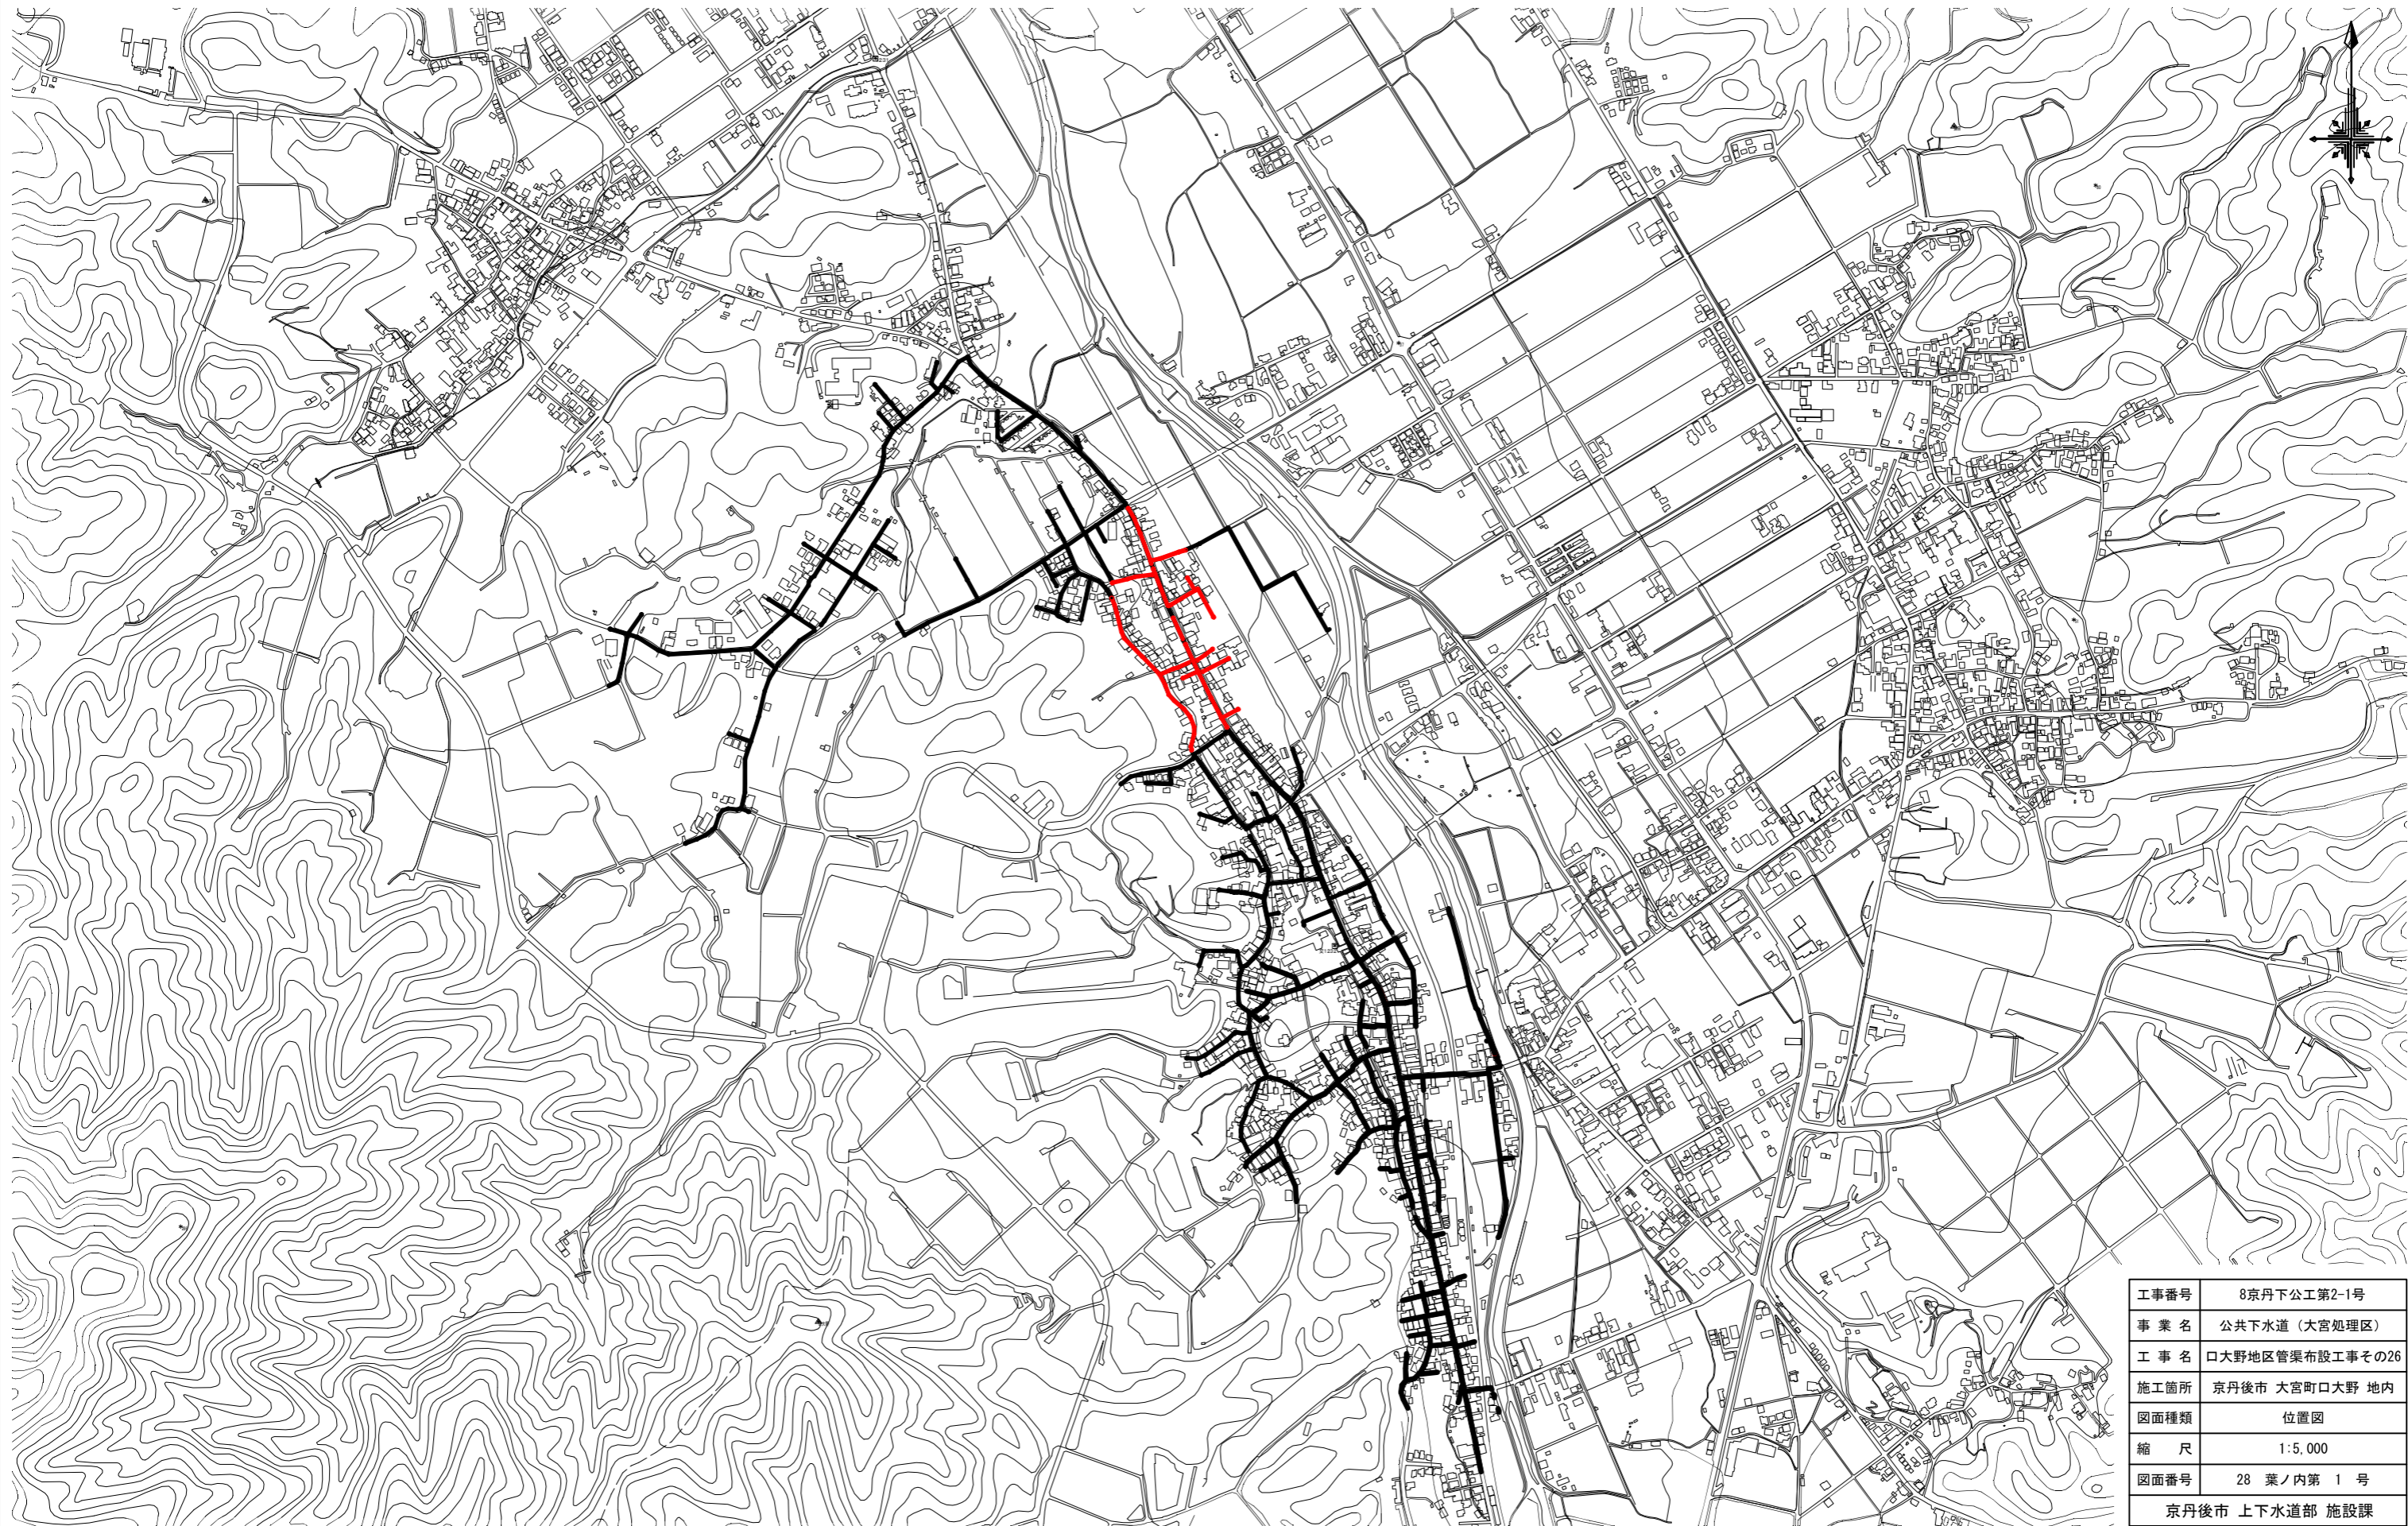 工事番号 8京丹下公工第2-1号
事業名 公共下水道（大宮処理区）
工事名 口大野地区管渠布設工事その26
施工箇所 京丹後市 大宮町口大野 地内
図面種類 位置図
縮尺 1:5,000
図面番号 28 葉ノ内第 1 号
京丹後市 上下水道部 施設課